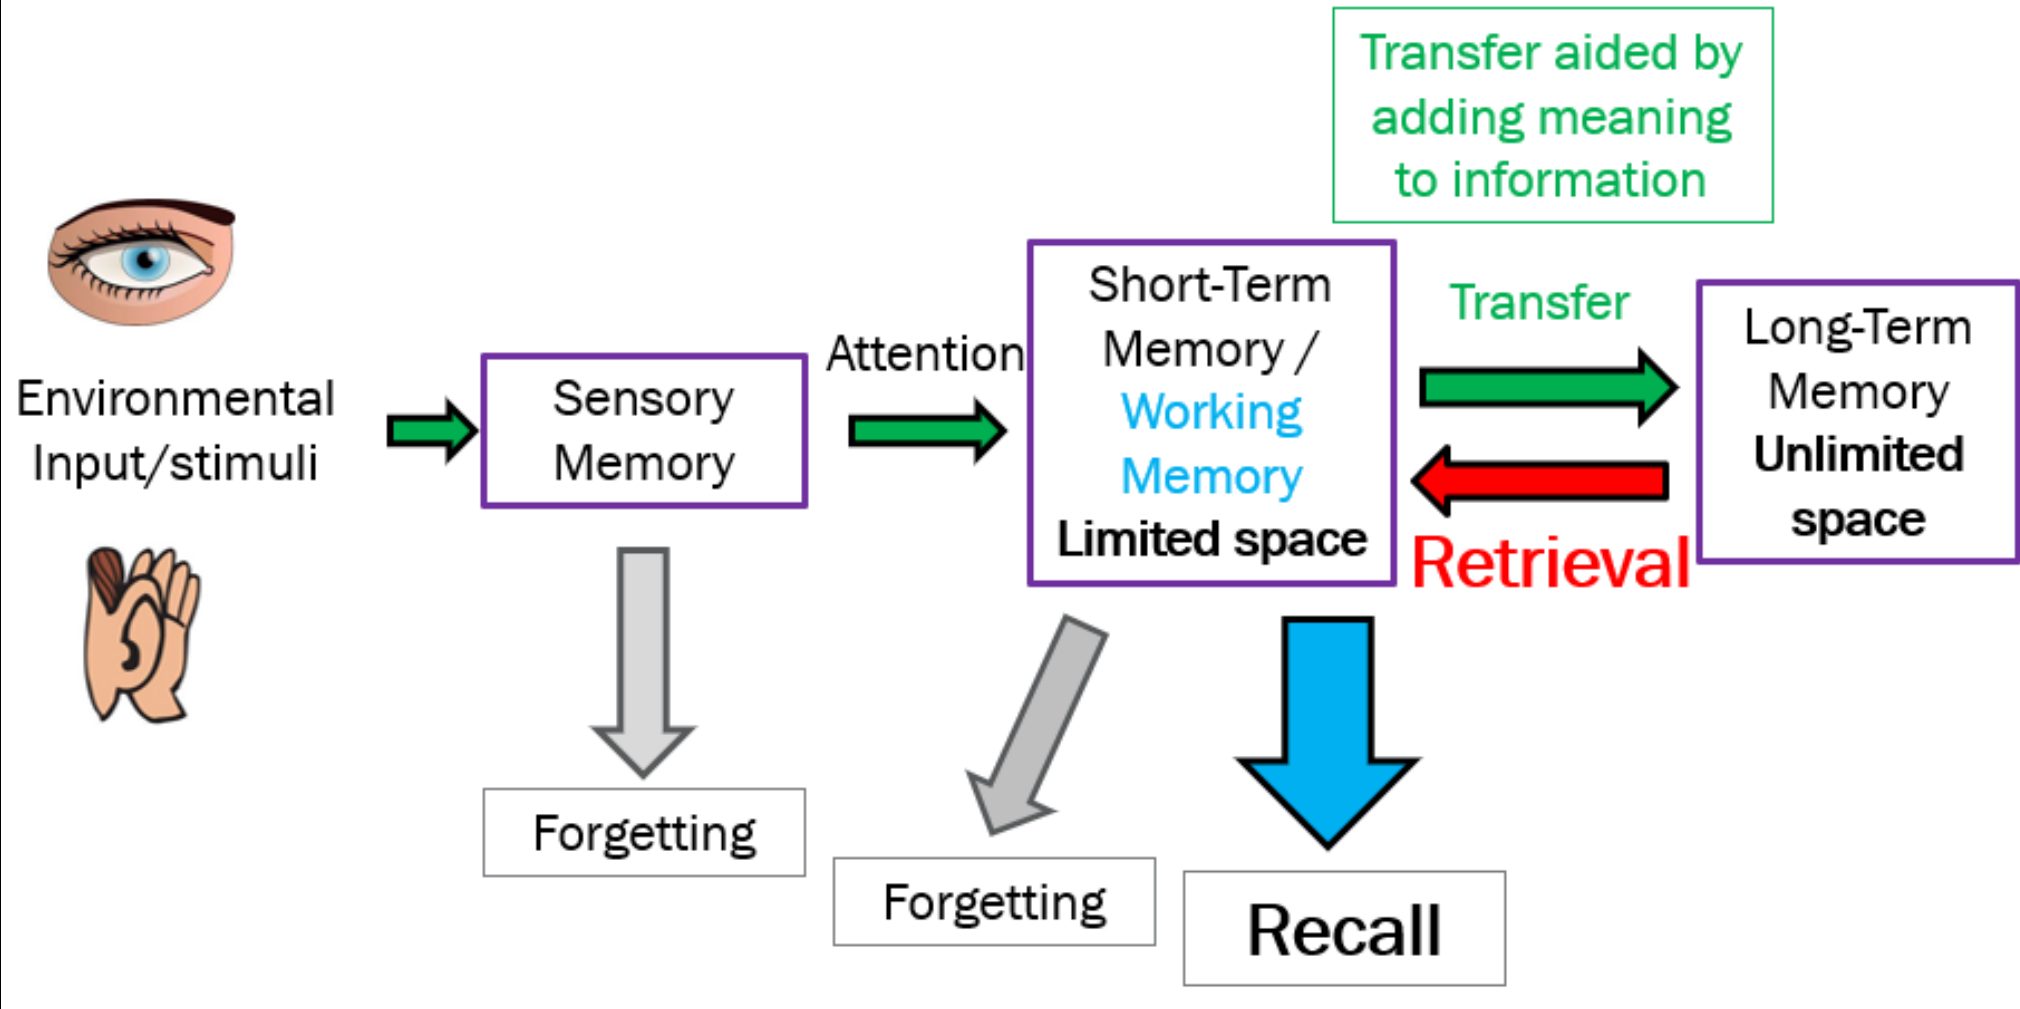 Transfer aided by
adding meaning
to information
Environmental
Input/stimuli
Sensory
Memory
Attention
Short-Term
Memory /
Working
Memory
Limited space
Transfer
Retrieval
Long-Term
Memory
Unlimited
space
Forgetting
Forgetting
Recall